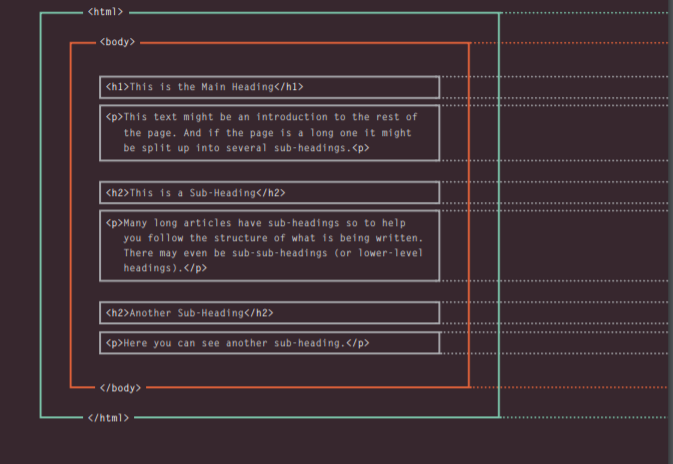 <html>
<body>
<h1>This is the Main Heading</h1>
<p>This text might be an introduction to the rest of
the page. And if the page is a long one it might
be split up into several sub-headings.<p>
<h2>This is a Sub-Heading</h2>
<p>Many long articles have sub-headings so to help
you follow the structure of what is being written.
There may even be sub-sub-headings (or lower-level
headings).</p>
<h2>Another Sub-Heading</h2>
<p>Here you can see another sub-heading.</p>
</body>
</html>